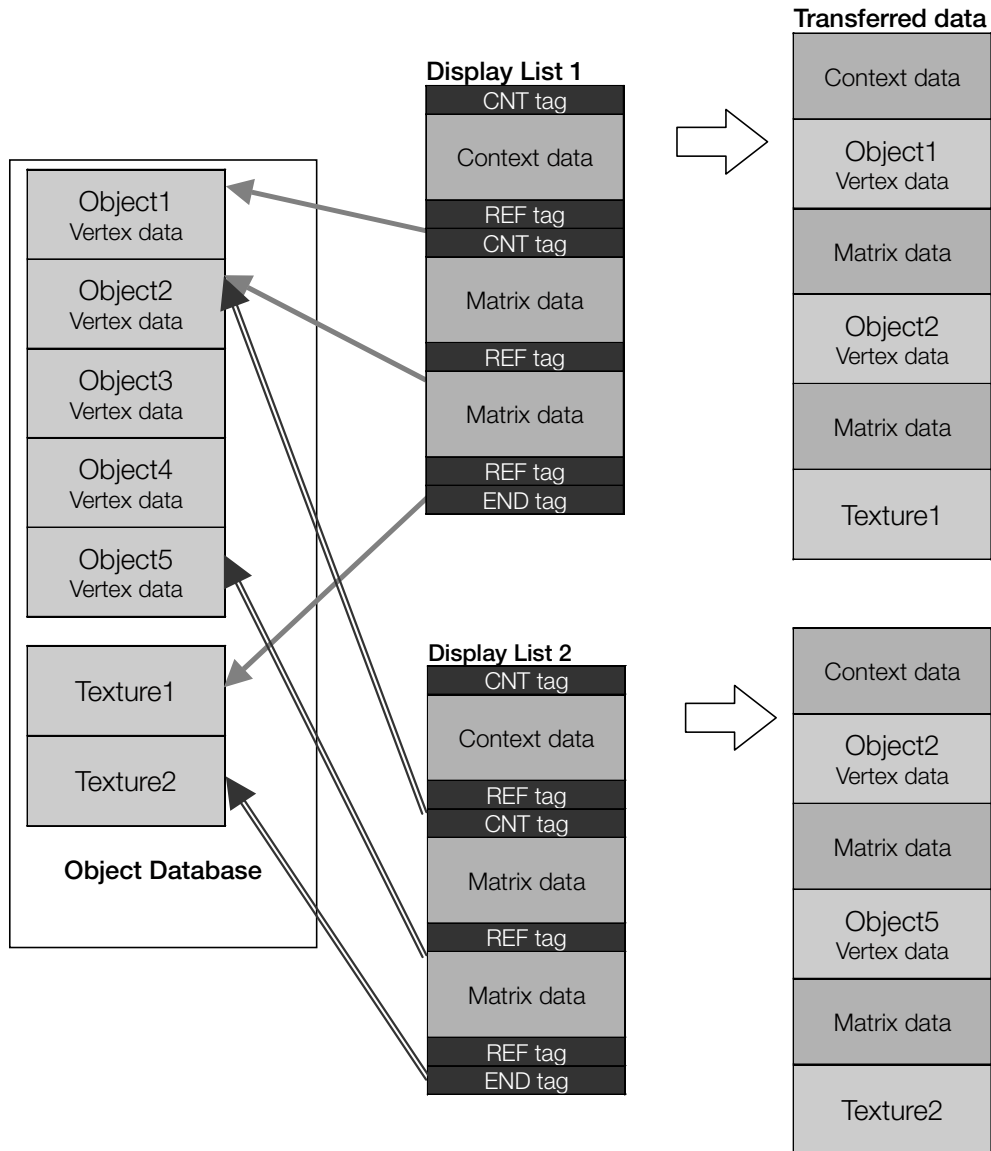 Object1
Vertex data
Object2
Vertex data
Object3
Vertex data
Object4
Vertex data
Object5
Vertex data
Texture1
Texture2
Object Database
Display List 1
CNT tag
Context data
REF tag
CNT tag
Matrix data
REF tag
Matrix data
REF tag
END tag
Display List 2
CNT tag
Context data
REF tag
CNT tag
Matrix data
REF tag
Matrix data
REF tag
END tag
Transferred data
Context data
Object1
Vertex data
Matrix data
Object2
Vertex data
Matrix data
Texture1
Context data
Object2
Vertex data
Matrix data
Object5
Vertex data
Matrix data
Texture2